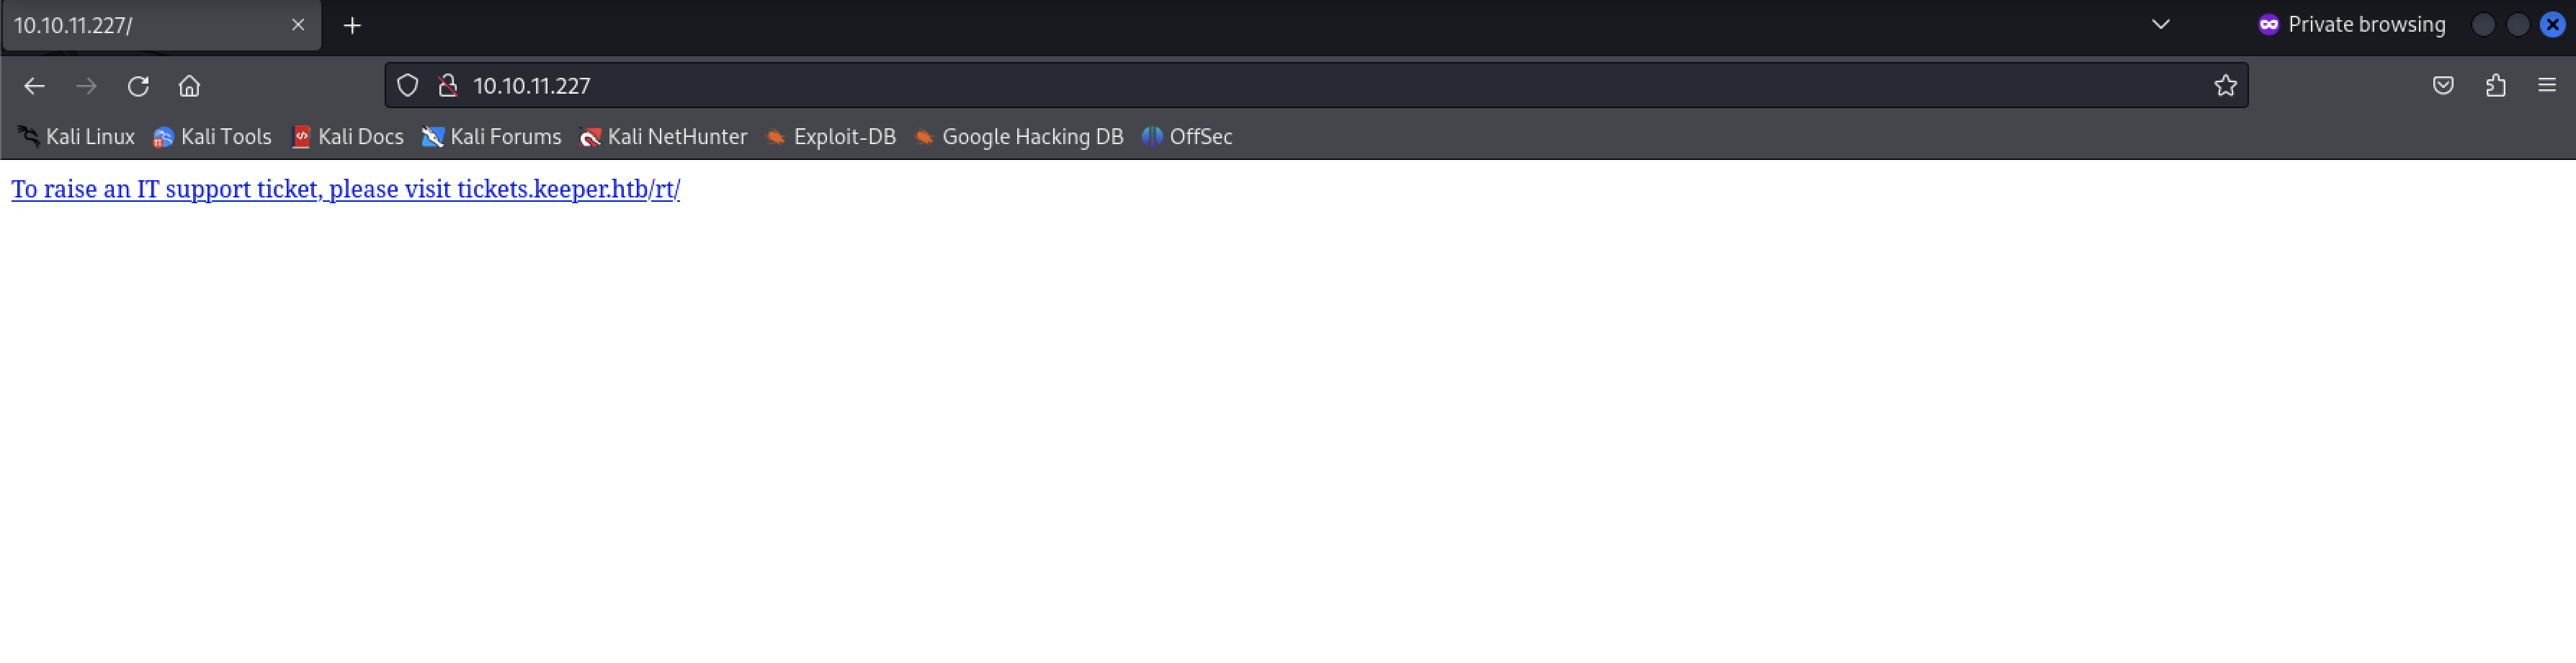 10.10.11.227/
Private browsing
10.10.11.227
Kali Linux Kali Tools Kali Docs Kali Forums Kali NetHunter Exploit-DB Google Hacking DB OffSec
To raise an IT support ticket, please visit tickets.keeper.htb/rt/